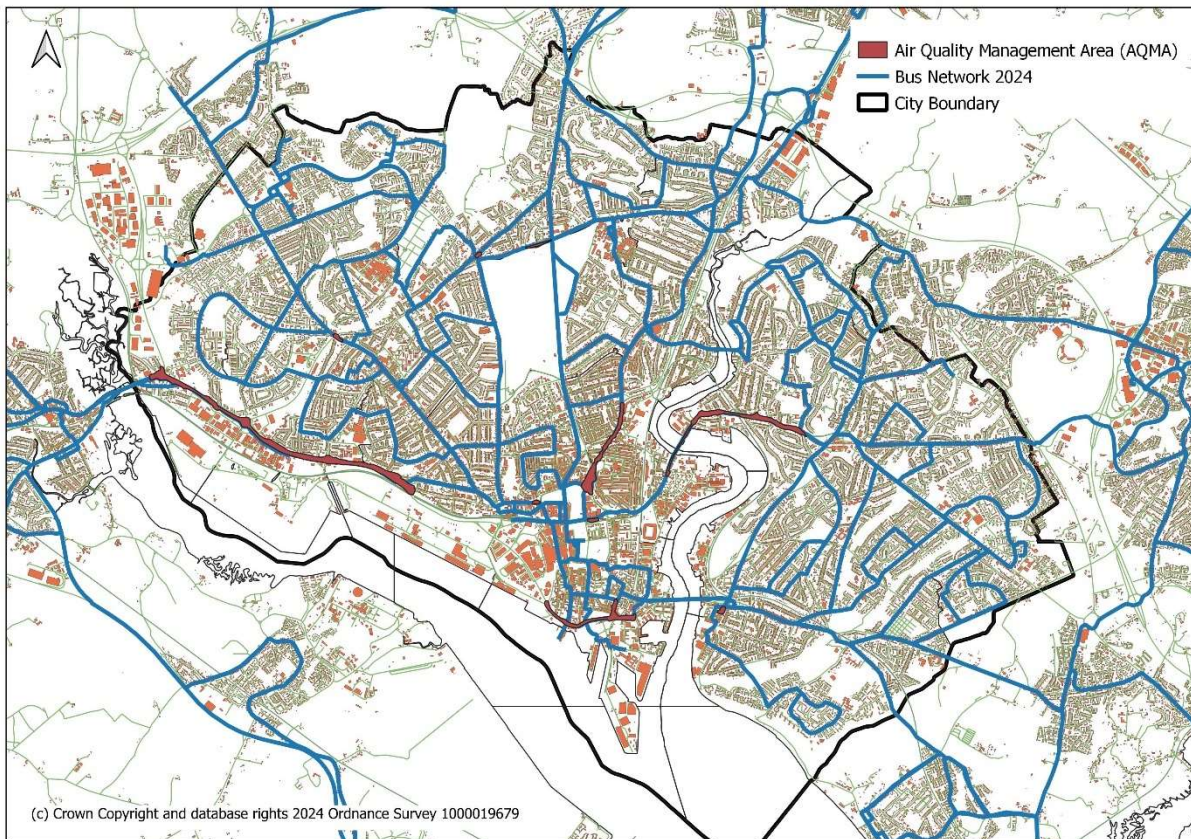 Air Quality Management Area (AQMA)
Bus Network 2024
City Boundary
(c) Crown Copyright and database rights 2024 Ordnance Survey 1000019679